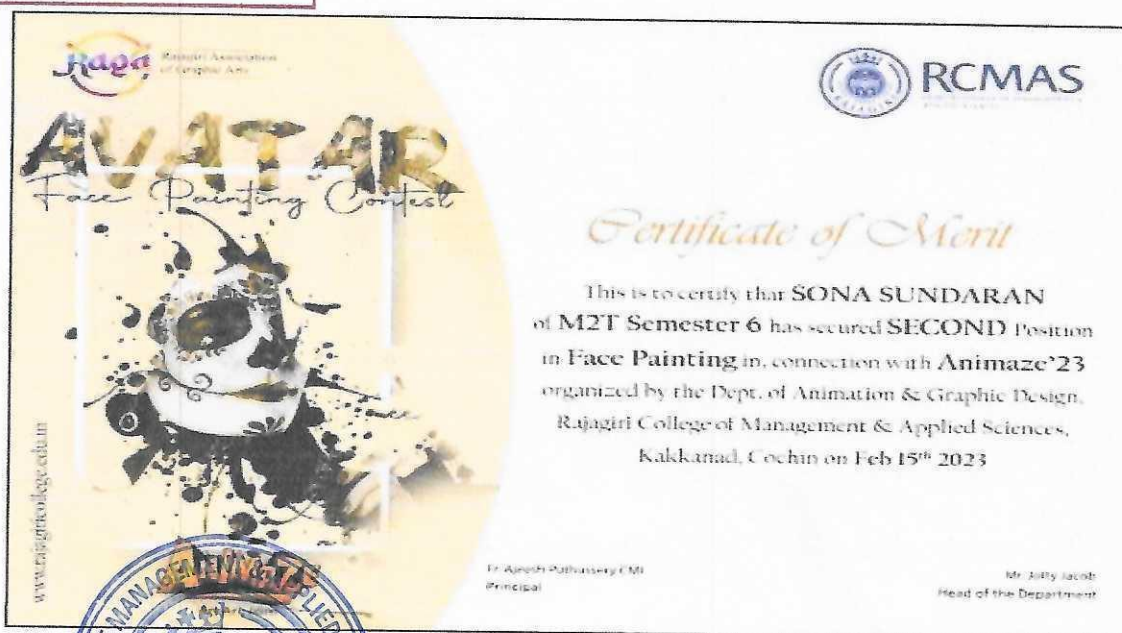 Raga
Rajagiri Association
of Graphic Arts
RCMAS
RAJAGIRI
AVATAR
Face Painting Contest
Certificate of Merit
This is to certify that SONA SUNDARAN
of M2T Semester 6 has secured SECOND Position
in Face Painting in, connection with Animaze'23
organized by the Dept. of Animation & Graphic Design,
Rajagiri College of Management & Applied Sciences,
Kakkanad, Cochin on Feb 15th 2023
www.rajagiricollege.edu.in
Fr. Ajeesh Puthussery CMI
Principal
Mr. Jolly Jacob
Head of the Department
MANAGEMENT & APPLIED